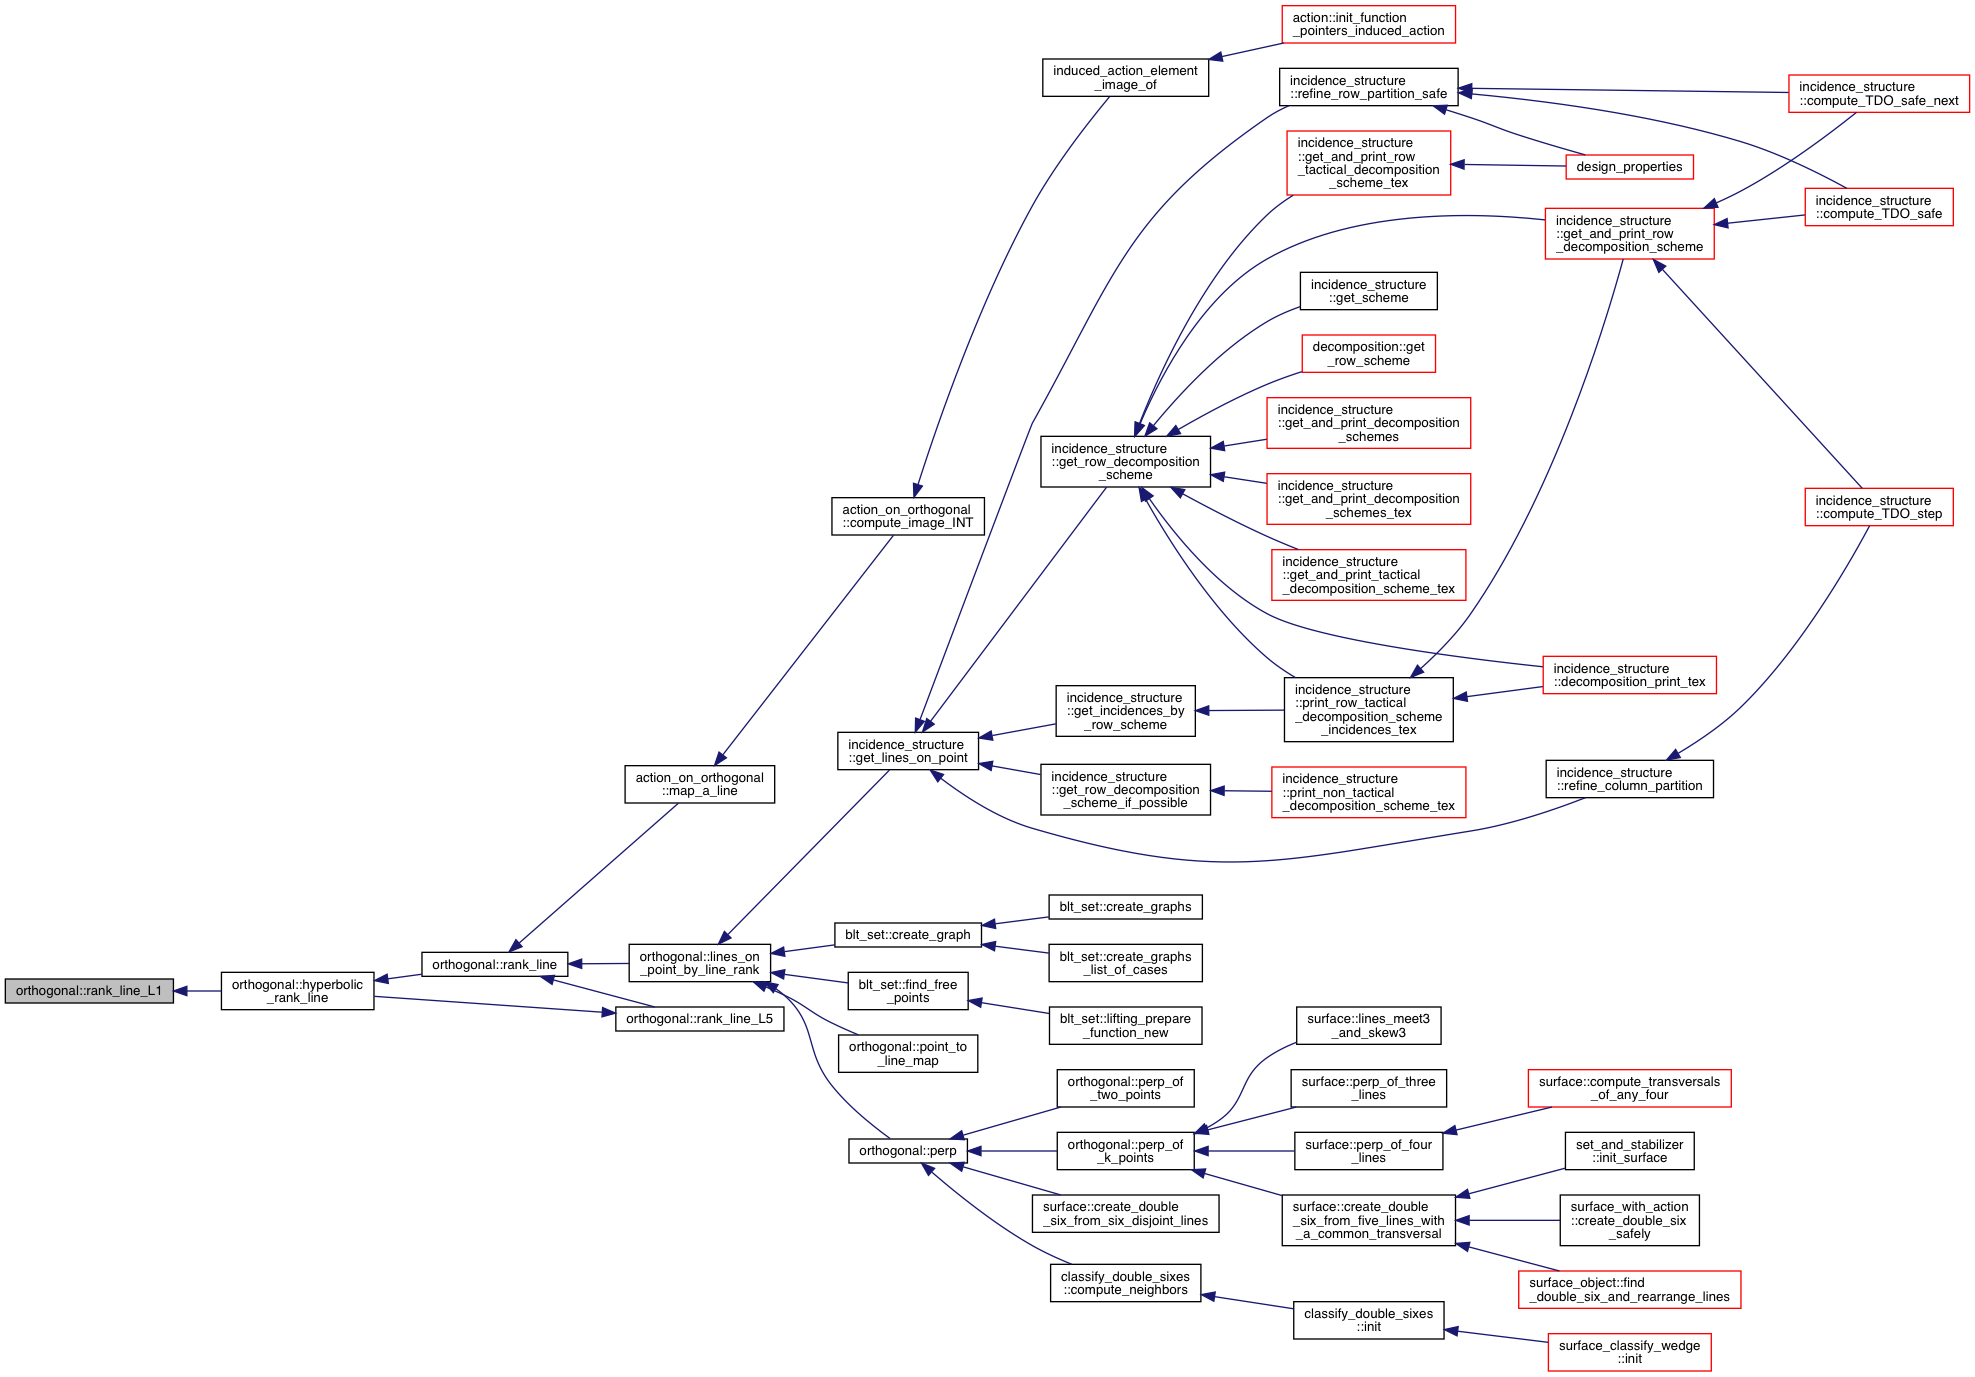 orthogonal::rank_line_L1
orthogonal::hyperbolic
_rank_line
orthogonal::rank_line
orthogonal::rank_line_L5
action_on_orthogonal
::map_a_line
orthogonal::lines_on
_point_by_line_rank
action_on_orthogonal
::compute_image_INT
incidence_structure
::get_lines_on_point
blt_set::create_graph
blt_set::find_free
_points
orthogonal::point_to
_line_map
orthogonal::perp
induced_action_element
_image_of
incidence_structure
::get_row_decomposition
_scheme
incidence_structure
::get_incidences_by
_row_scheme
incidence_structure
::get_row_decomposition
_scheme_if_possible
blt_set::create_graphs
blt_set::create_graphs
_list_of_cases
blt_set::lifting_prepare
_function_new
orthogonal::perp_of
_two_points
orthogonal::perp_of
_k_points
surface::create_double
_six_from_six_disjoint_lines
classify_double_sixes
::compute_neighbors
action::init_function
_pointers_induced_action
incidence_structure
::refine_row_partition_safe
incidence_structure
::get_and_print_row
_tactical_decomposition
_scheme_tex
incidence_structure
::get_scheme
decomposition::get
_row_scheme
incidence_structure
::get_and_print_decomposition
_schemes
incidence_structure
::get_and_print_decomposition
_schemes_tex
incidence_structure
::get_and_print_tactical
_decomposition_scheme_tex
incidence_structure
::print_row_tactical
_decomposition_scheme
_incidences_tex
incidence_structure
::print_non_tactical
_decomposition_scheme_tex
surface::lines_meet3
_and_skew3
surface::perp_of_three
_lines
surface::perp_of_four
_lines
surface::create_double
_six_from_five_lines_with
_a_common_transversal
classify_double_sixes
::init
design_properties
incidence_structure
::get_and_print_row
_decomposition_scheme
incidence_structure
::decomposition_print_tex
incidence_structure
::refine_column_partition
surface::compute_transversals
_of_any_four
set_and_stabilizer
::init_surface
surface_with_action
::create_double_six
_safely
surface_object::find
_double_six_and_rearrange_lines
surface_classify_wedge
::init
incidence_structure
::compute_TDO_safe_next
incidence_structure
::compute_TDO_safe
incidence_structure
::compute_TDO_step